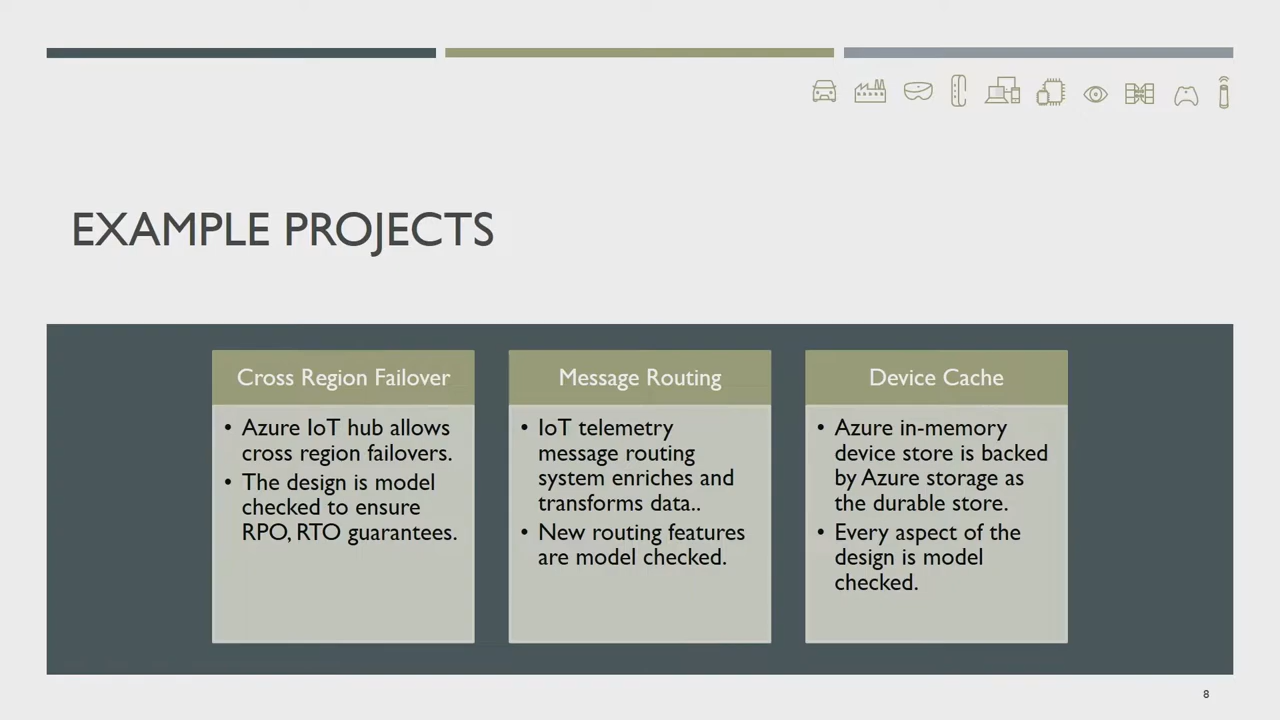 EXAMPLE PROJECTS
Cross Region Failover
• Azure IoT hub allows
cross region failovers.
• The design is model
checked to ensure
RPO, RTO guarantees.
Message Routing
• IoT telemetry
message routing
system enriches and
transforms data..
• New routing features
are model checked.
Device Cache
• Azure in-memory
device store is backed
by Azure storage as
the durable store.
• Every aspect of the
design is model
checked.
8